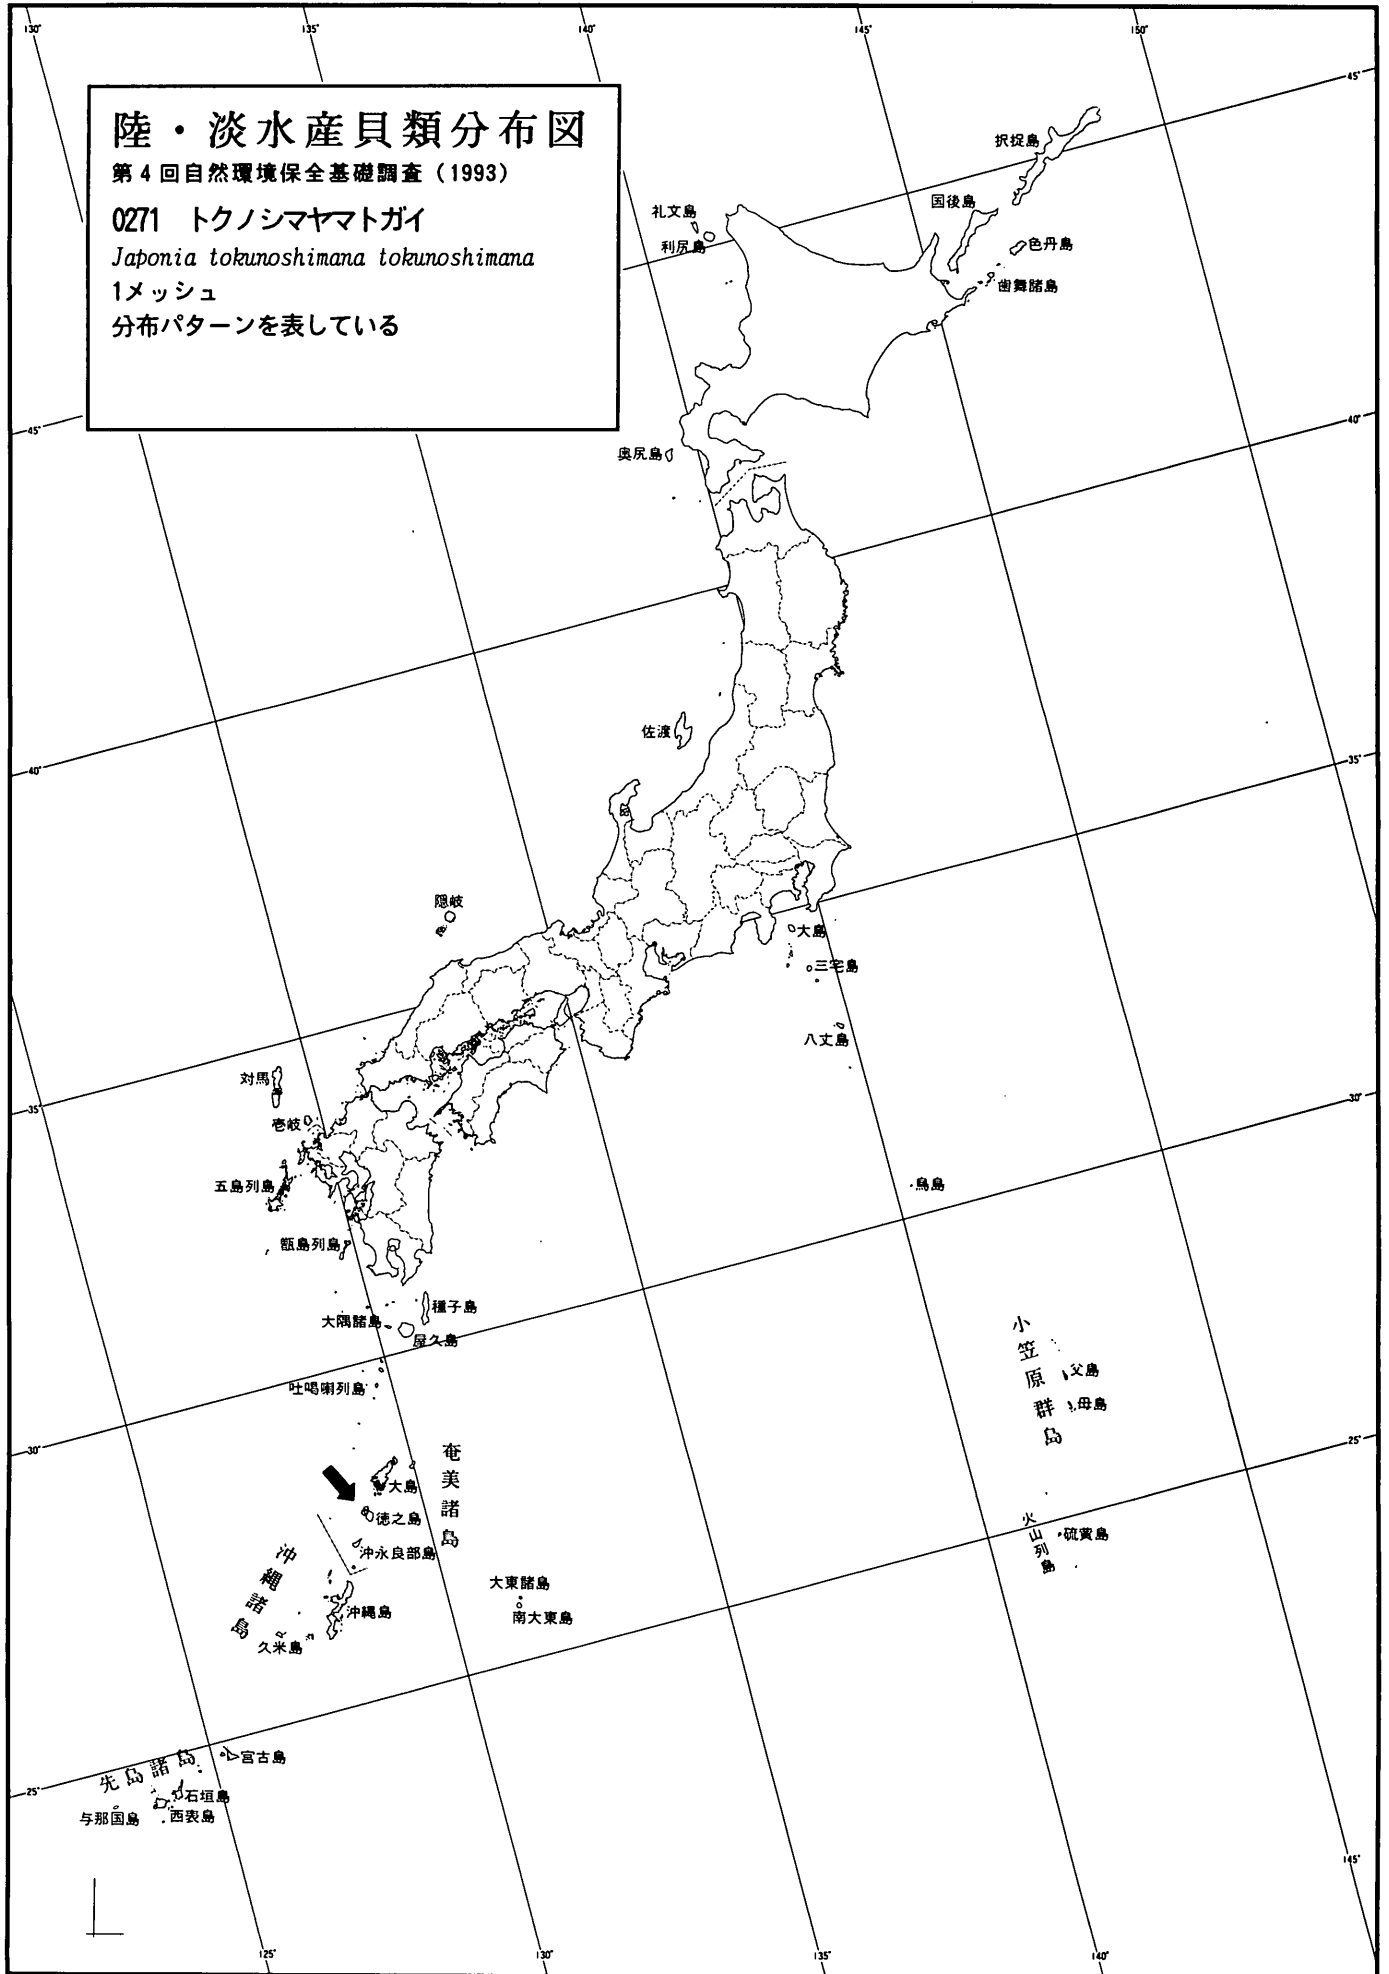 130°
135°
140°
145°
150°
45°
陸・淡水産貝類分布図
第4回自然環境保全基礎調査（1993）
0271 トクノシマヤマトガイ
Japonia tokunoshimana tokunoshimana
1メッシュ
分布パターンを表している
択捉島
国後島
礼文島
利尻島
色丹島
歯舞諸島
40°
45°
奥尻島
佐渡
35°
40°
隠岐
大島
三宅島
八丈島
対馬
35°
壱岐
30°
五島列島
鳥島
甑島列島
種子島
大隅諸島
屋久島
小笠原群島
父島
吐喝喇列島
母島
25°
30°
奄美諸島
大島
徳之島
火山列島
硫黄島
沖永良部島
沖縄諸島
大東諸島
沖縄島
南大東島
久米島
先島諸島
宮古島
25°
石垣島
与那国島
西表島
145°
125°
130°
135°
140°